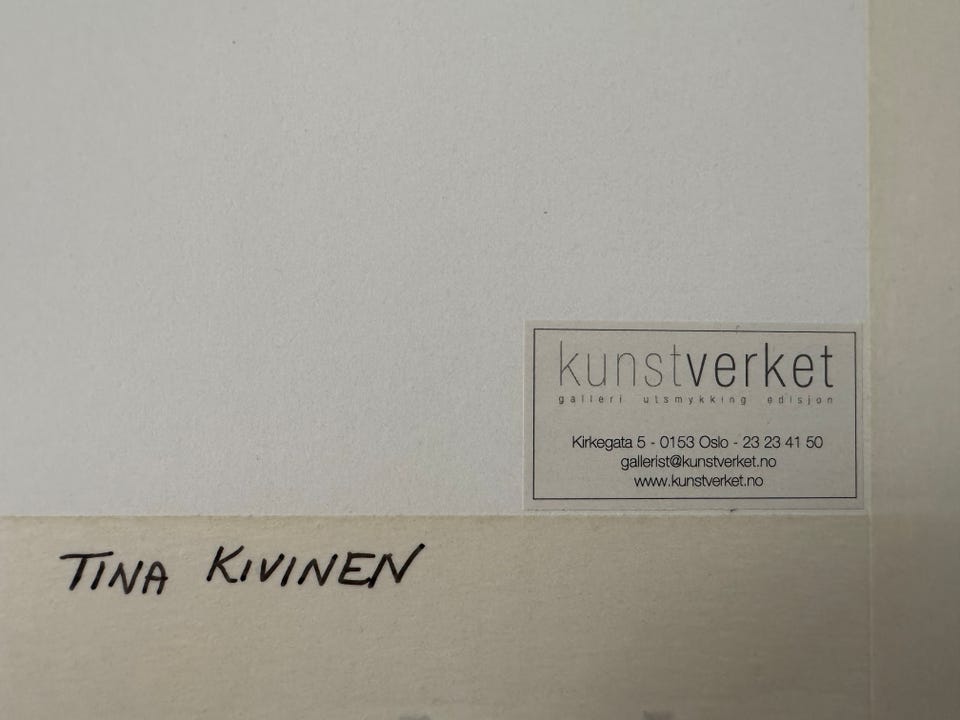 kunstverket
galleri utsmykking edisjon
Kirkegata 5 - 0153 Oslo - 23 23 41 50
gallerist@kunstverket.no
www.kunstverket.no
TINA KIVINEN